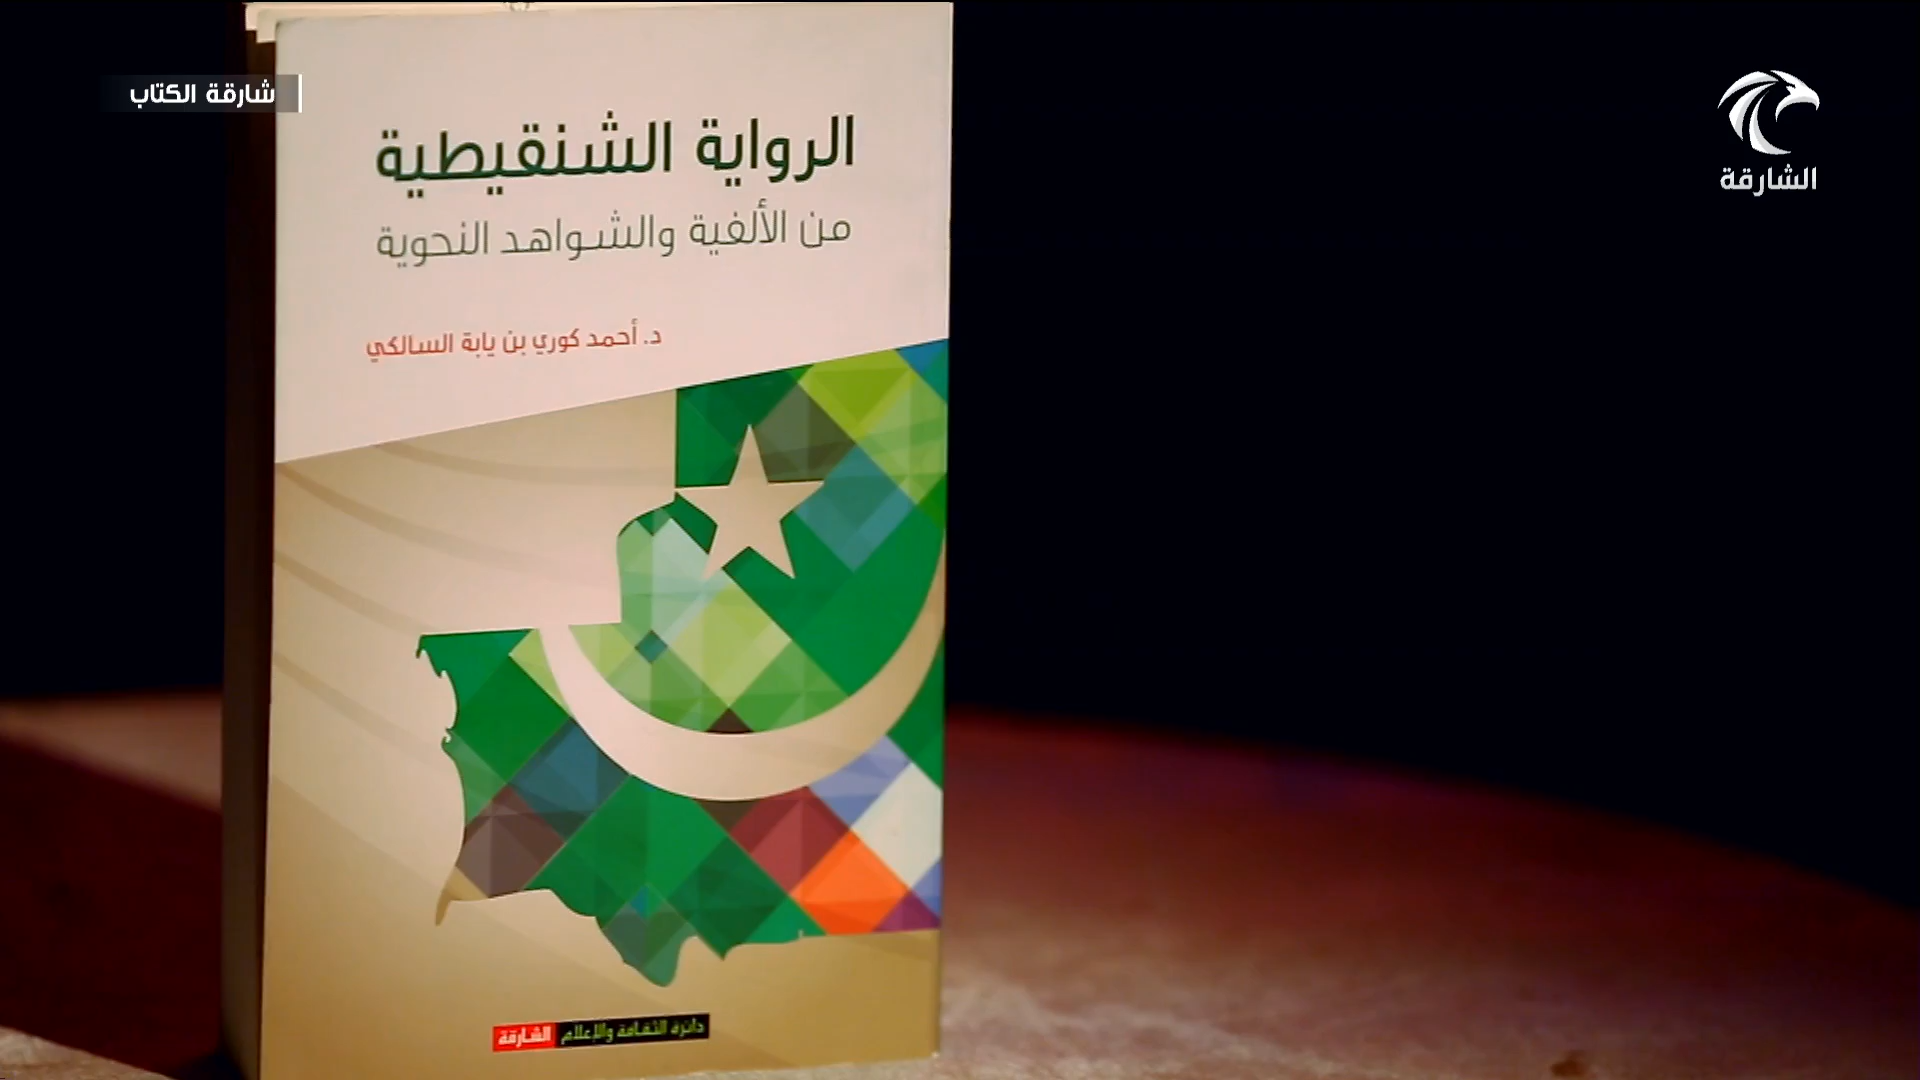 شارقة الكتاب
الشارقة
الرواية الشنقيطية
من الألفية والشواهد النحوية
د. أحمد كوري بن يابة السالكي
دائرة الثقافة والإعلام الشارقة